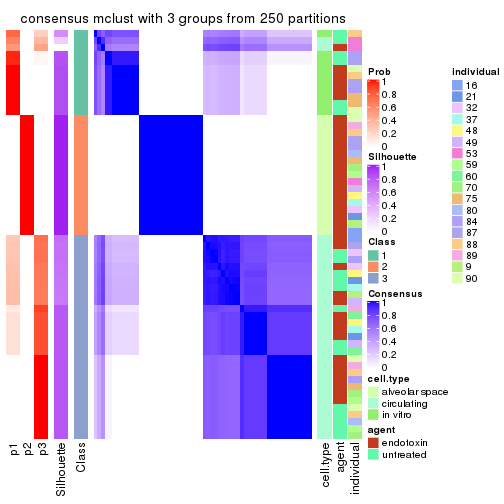 consensus mclust with 3 groups from 250 partitions
Prob
1
0.8
0.6
0.4
0.2
0
Silhouette
1
0.8
0.6
0.4
0.2
0
Class
1
2
3
Consensus
1
0.8
0.6
0.4
0.2
0
cell.type
alveolar space
circulating
in vitro
agent
endotoxin
untreated
Individual
16
21
32
37
48
49
53
59
60
70
75
80
84
87
88
89
9
90
p1
p2
p3
Silhouette
Class
cell.type
agent
individual